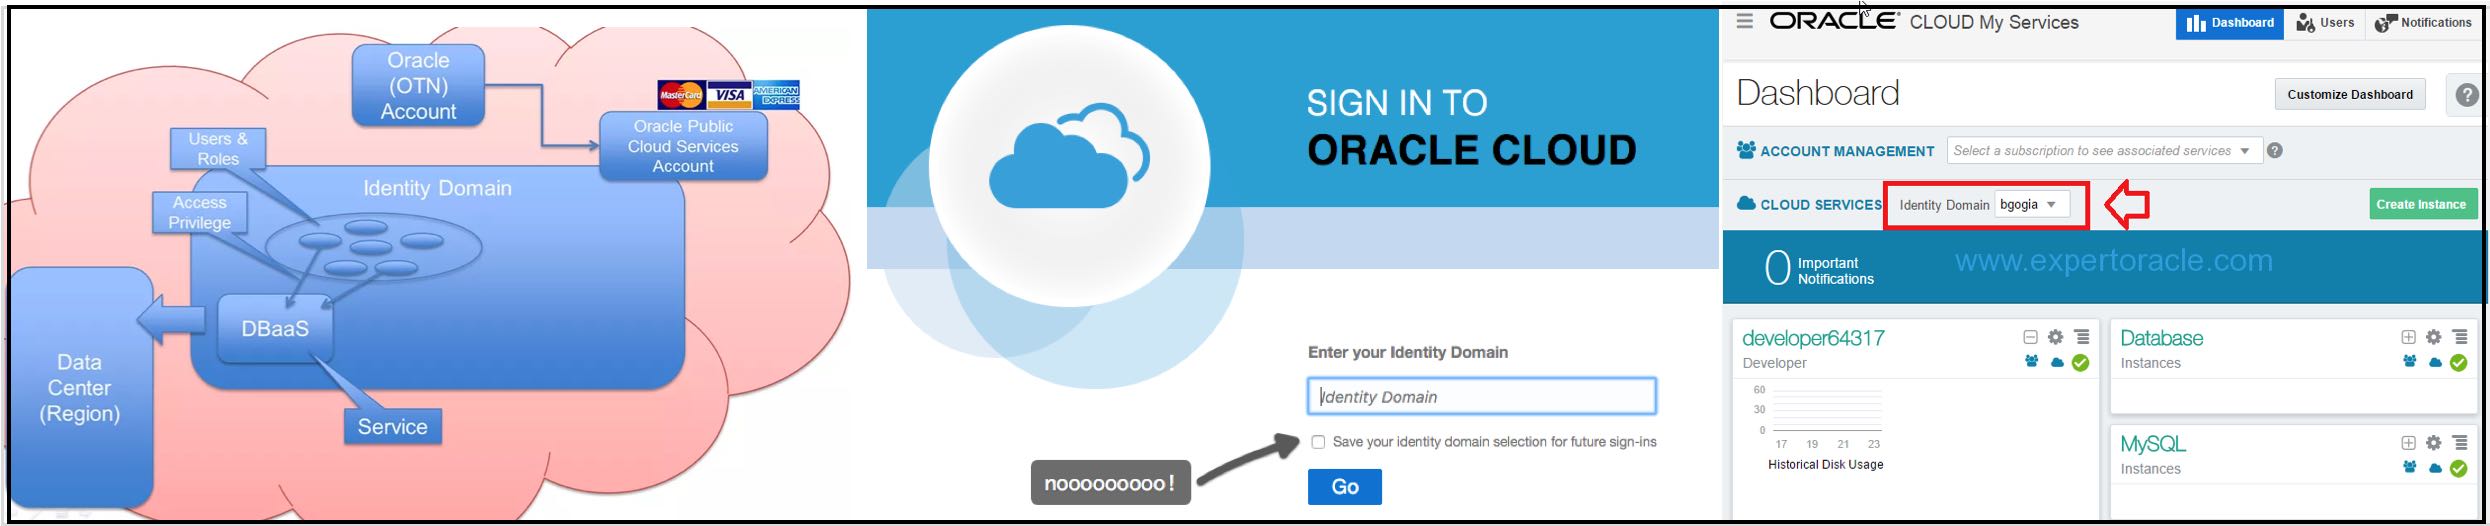 Oracle
(OTN)
Account
MasterCard
VISA
AMERICAN
EXPRESS
Oracle Public
Cloud Services
Account
Users &
Roles
Identity Domain
Access
Privilege
DBaaS
Data
Center
(Region)
Service
SIGN IN TO
ORACLE CLOUD
Enter your Identity Domain
Identity Domain
Save your identity domain selection for future sign-ins
nooooooooo!
Go
ORACLE CLOUD My Services
Dashboard
Users
Notifications
Dashboard
Customize Dashboard
?
ACCOUNT MANAGEMENT
Select a subscription to see associated services
?
CLOUD SERVICES
Identity Domain
bgogia
Create Instance
0
Important
Notifications
www.expertoracle.com
developer64317
Developer
60
30
0
17 19 21 23
Historical Disk Usage
Database
Instances
MySQL
Instances